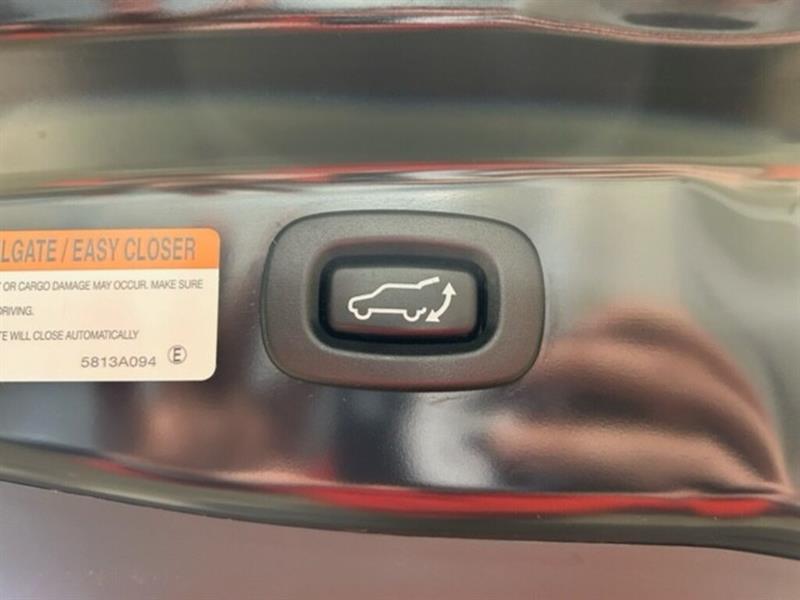 LGATE / EASY CLOSER
OR CARGO DAMAGE MAY OCCUR. MAKE SURE
DRIVING.
TE WILL CLOSE AUTOMATICALLY
5813A094 E